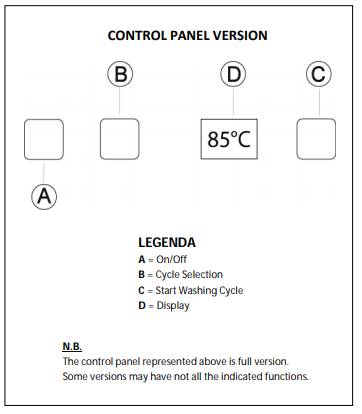 CONTROL PANEL VERSION
B
D
C
85°C
A
LEGENDA
A = On/Off
B = Cycle Selection
C = Start Washing Cycle
D = Display
N.B.
The control panel represented above is full version.
Some versions may have not all the indicated functions.